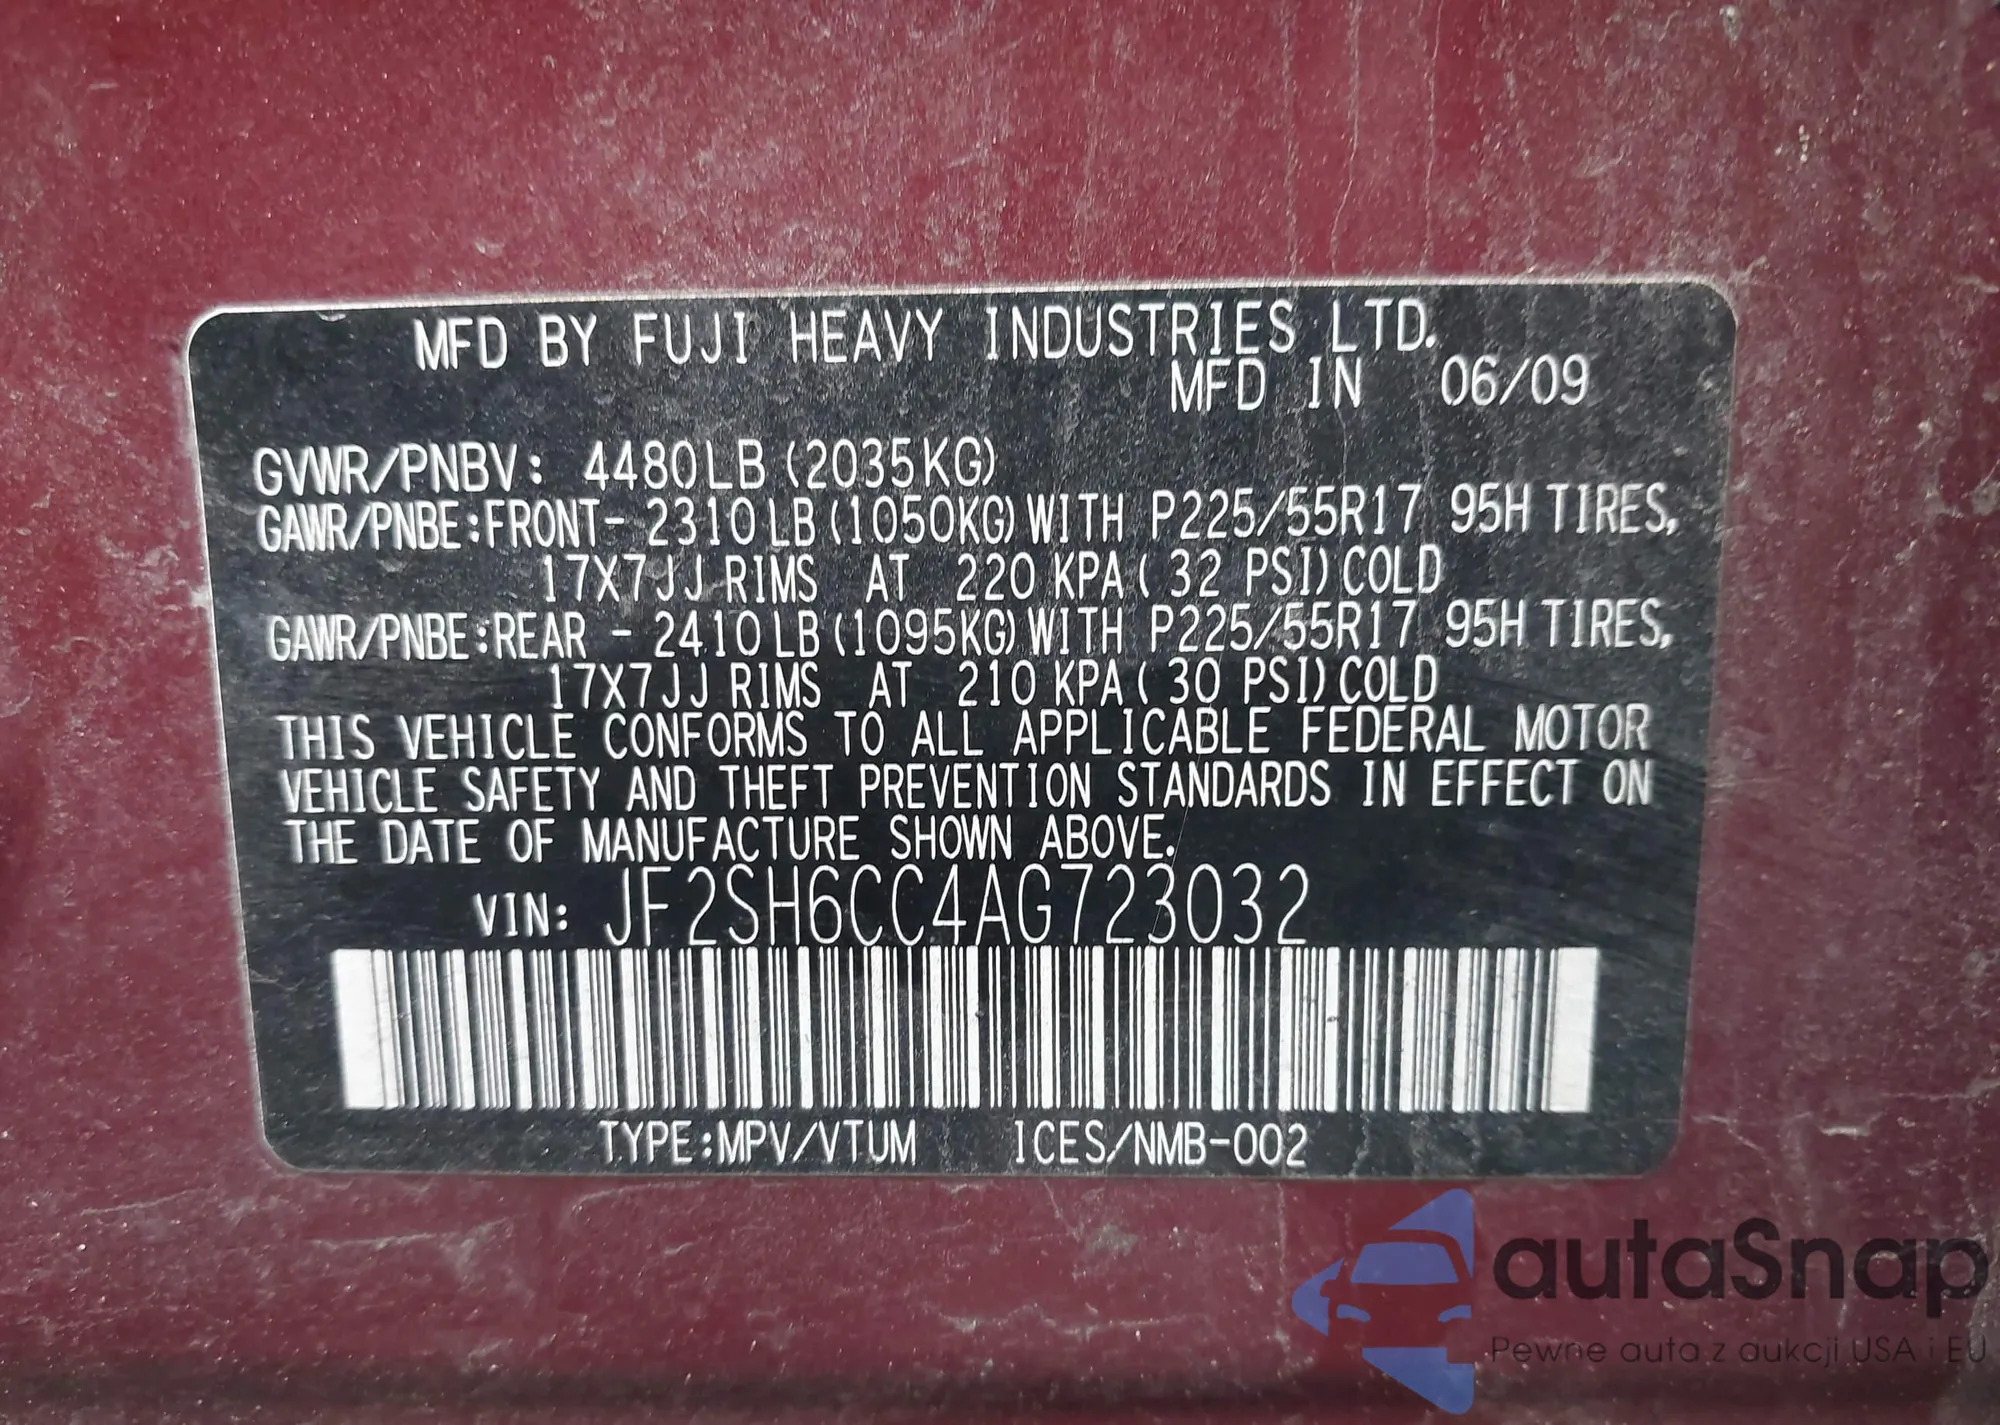 MFD BY FUJI HEAVY INDUSTRIES LTD.
MFD IN 06/09
GVWR/PNBV: 4480LB (2035KG)
GAWR/PNBE:FRONT- 2310LB (1050KG) WITH P225/55R17 95H TIRES,
17X7JJ RIMS AT 220 KPA ( 32 PSI) COLD
GAWR/PNBE:REAR - 2410LB (1095KG) WITH P225/55R17 95H TIRES,
17X7JJ RIMS AT 210 KPA ( 30 PSI) COLD
THIS VEHICLE CONFORMS TO ALL APPLICABLE FEDERAL MOTOR
VEHICLE SAFETY AND THEFT PREVENTION STANDARDS IN EFFECT ON
THE DATE OF MANUFACTURE SHOWN ABOVE.
VIN: JF2SH6CC4AG723032
TYPE:MPV/VTUM ICES/NMB-002
autaSnap
Pewne auta z aukcji USA i EU